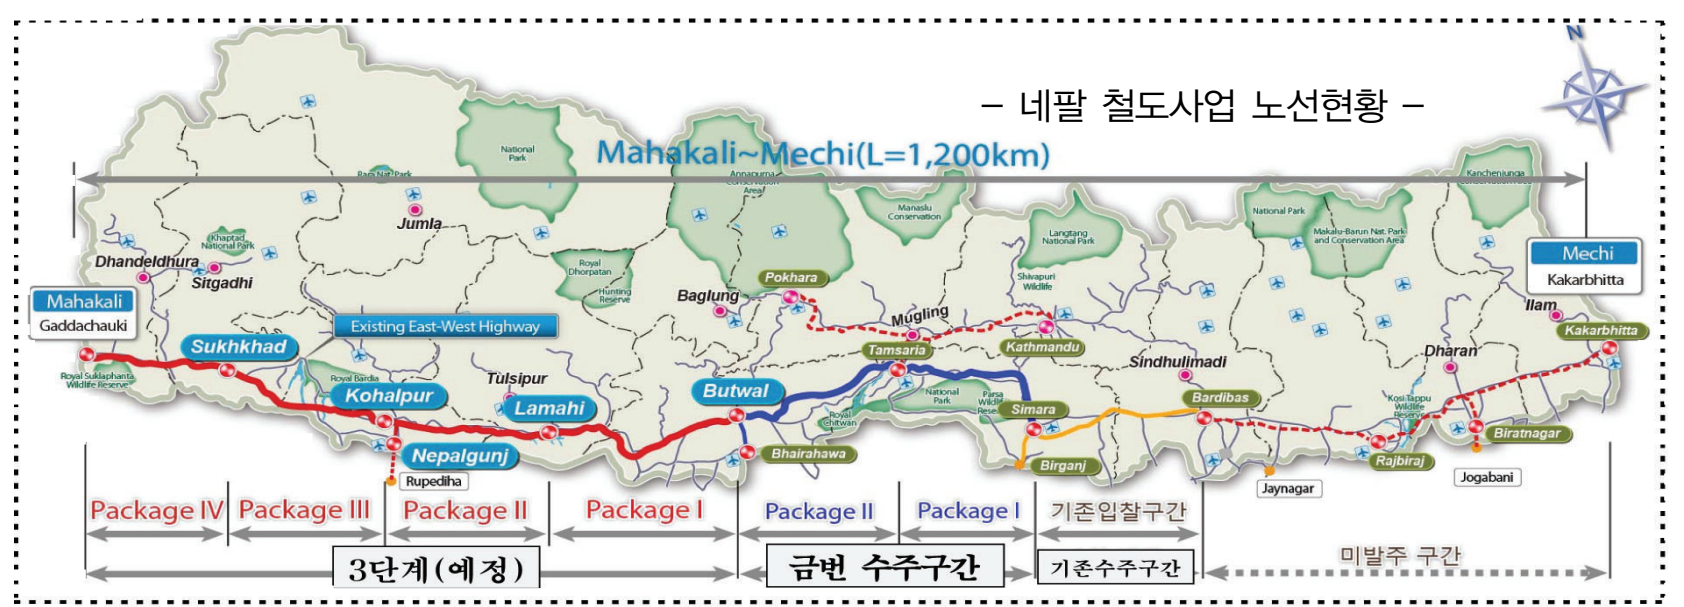 N
– 네팔 철도사업 노선현황 –
Mahakali~Mechi(L=1,200km)
National
Park
Annapurna
Conservation
Area
Rara Nat. Park
Kanchenjunga
Conservation Area
Jumla
Manaslu
Conservation
National Park
Makalu-Barun Nat. Park
and Conservation Area
Langtang
National Park
Khaptad
National Park
Dhandeldhura
Sitgadhi
Royal
Dhorpatan
Hunting
Reserve
Mechi
Kakarbhitta
Pokhara
Shivapuri
Wildlife
Mahakali
Gaddachauki
Baglung
Mugling
Ilam
Existing East-West Highway
Kakarbhitta
Sukhkhad
Tamsaria
Kathmandu
Sindhulimadi
Dharan
Royal Suklaphanta
Wildlife Reserve
Royal Bardia
Tulsipur
Kohalpur
Butwal
National
Park
Parsa
Wildlife
Reserve
Bardibas
Kosi Tappu
Wildlife
Reserve
Lamahi
Royal
Chitwan
Simara
Biratnagar
Nepalgunj
Bhairahawa
Birganj
Rajbiraj
Rupediha
Jaynagar
Jogabani
Package IV
Package III
Package II
Package I
Package II
Package I
기존입찰구간
3단계(예정)
금번 수주구간
기존수주구간
미발주 구간